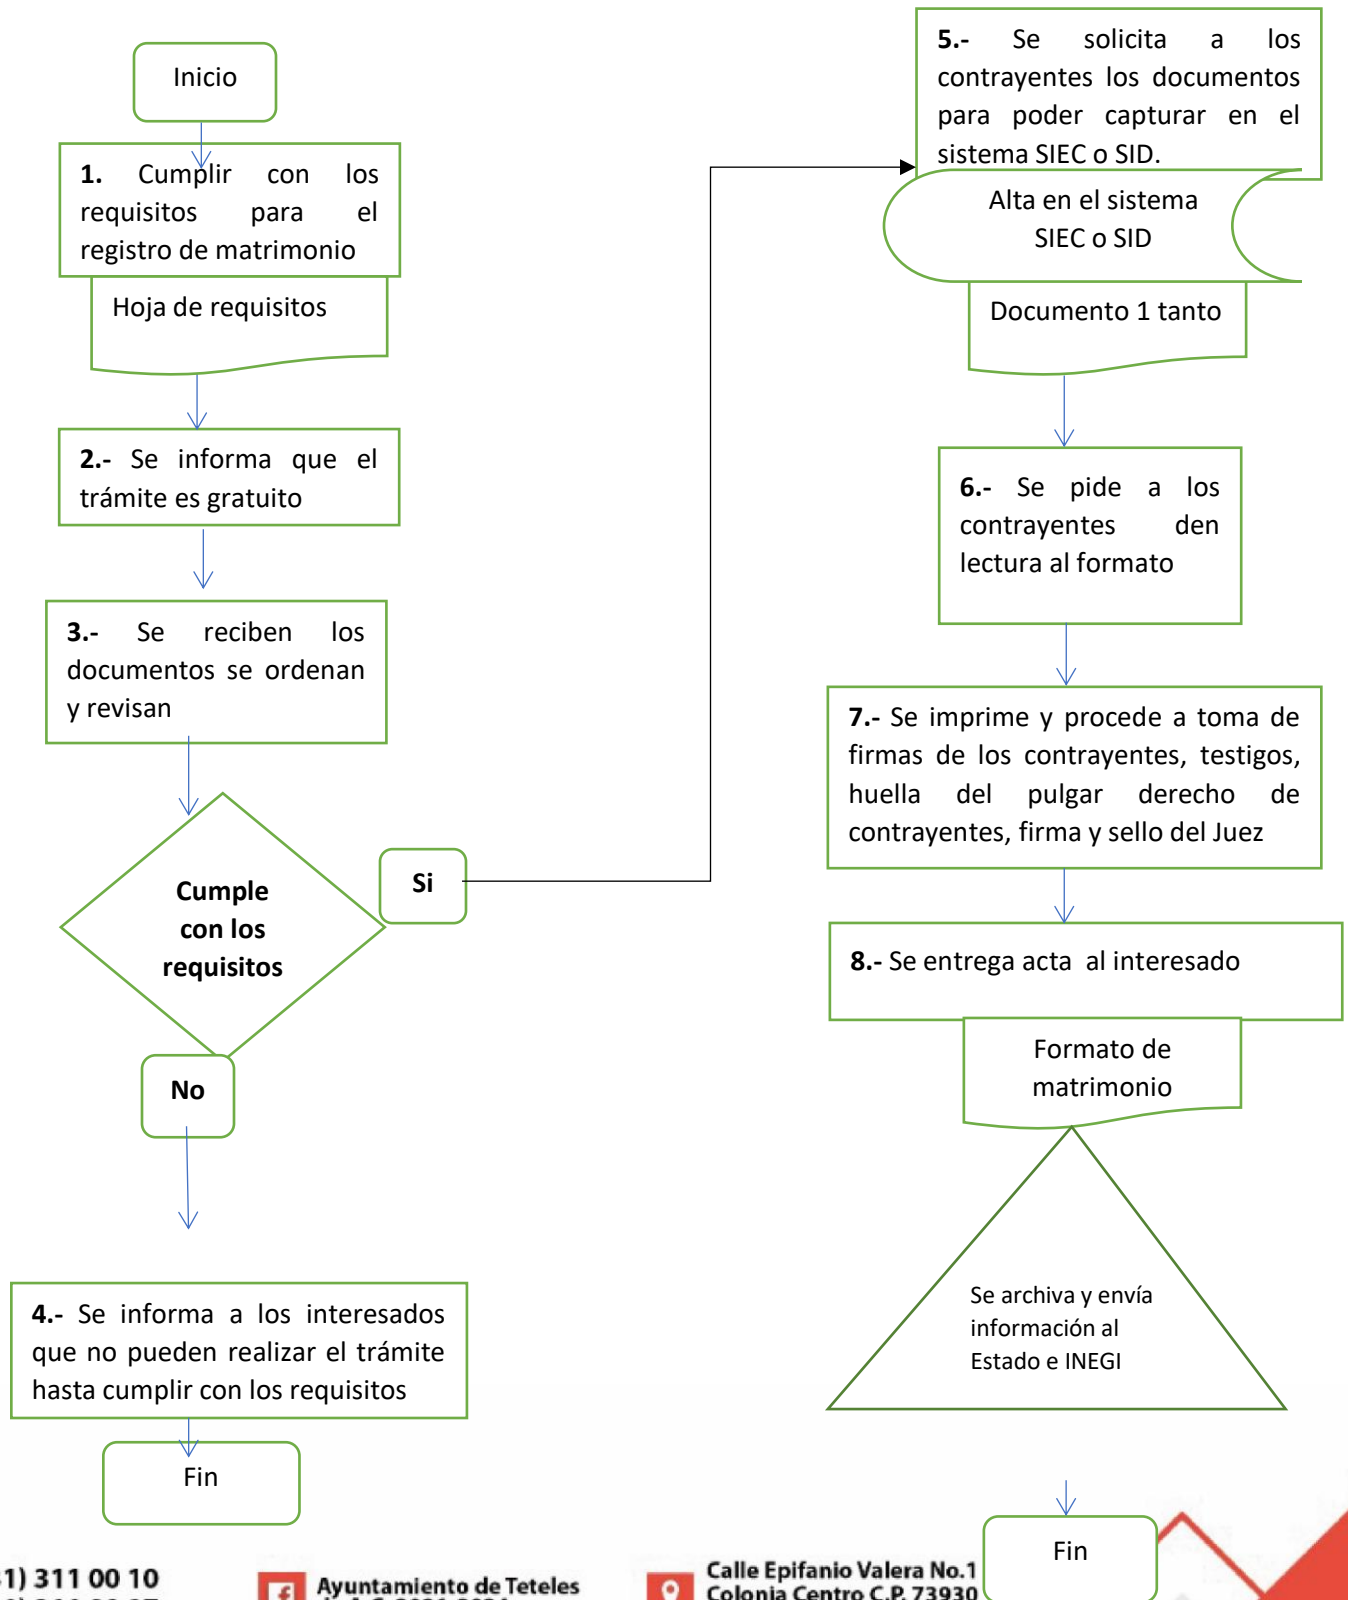 Inicio
1. Cumplir con los
requisitos para el
registro de matrimonio
Hoja de requisitos
2.- Se informa que el
trámite es gratuito
3.- Se reciben los
documentos se ordenan
y revisan
Cumple
con los
requisitos
Si
No
4.- Se informa a los interesados
que no pueden realizar el trámite
hasta cumplir con los requisitos
Fin
5.- Se solicita a los
contrayentes los documentos
para poder capturar en el
sistema SIEC o SID.
Alta en el sistema
SIEC o SID
Documento 1 tanto
6.- Se pide a los
contrayentes den
lectura al formato
7.- Se imprime y procede a toma de
firmas de los contrayentes, testigos,
huella del pulgar derecho de
contrayentes, firma y sello del Juez
8.- Se entrega acta al interesado
Formato de
matrimonio
Se archiva y envía
información al
Estado e INEGI
Fin
1) 311 00 10
Ayuntamiento de Teteles
Calle Epifanio Valera No.1
Colonia Centro C.P. 73930